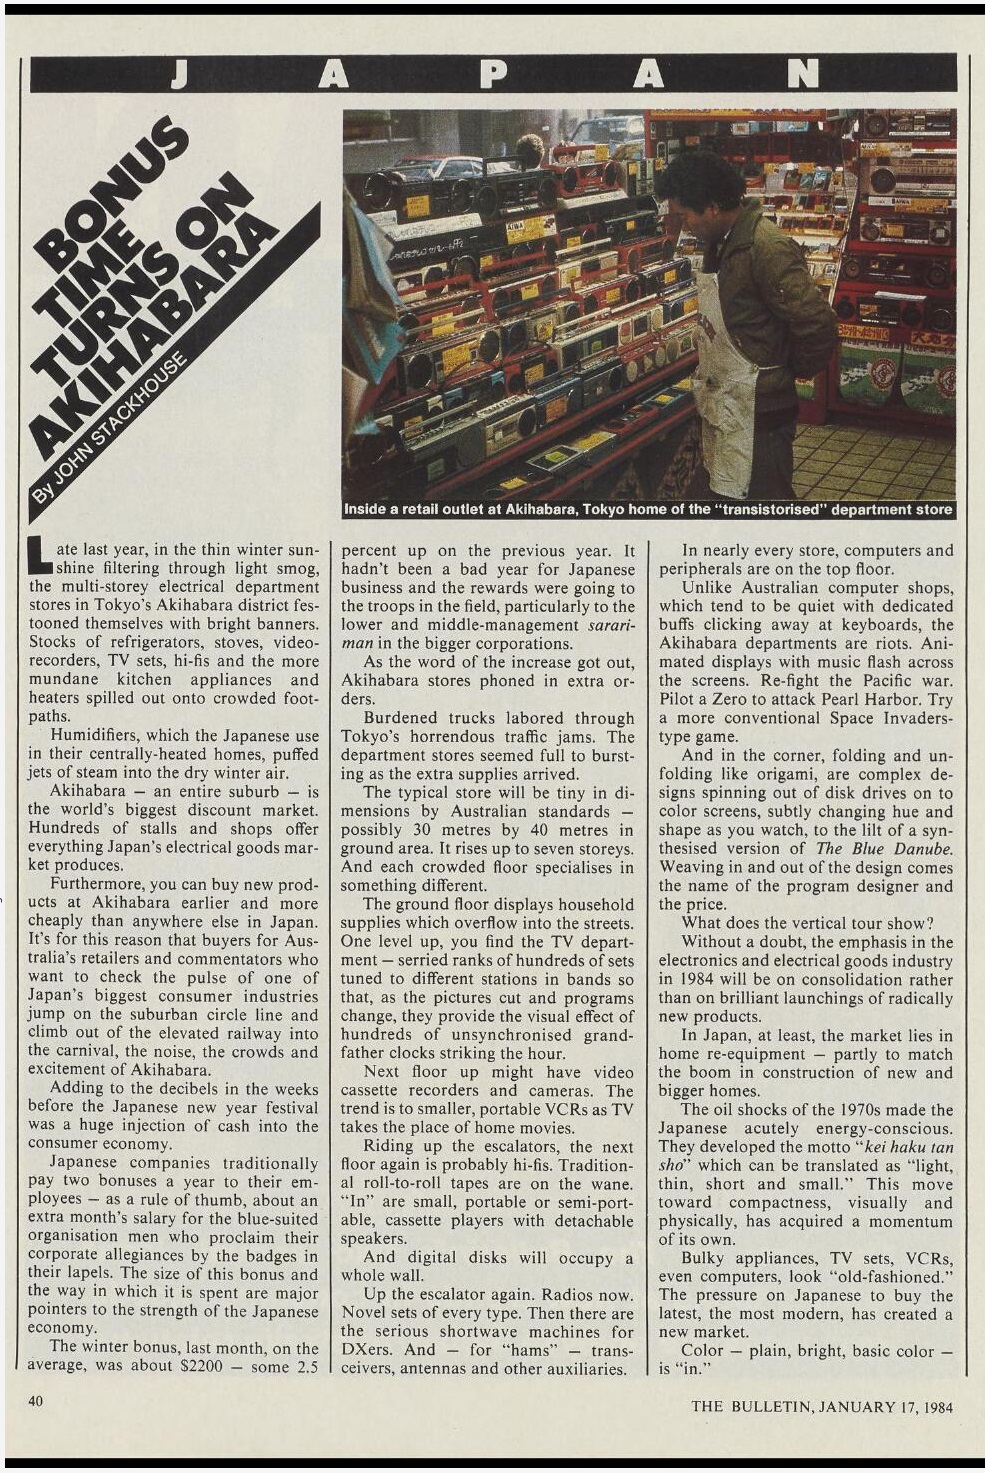 JAPAN
BONUS
TIME
TURNS ON
AKIHABARA
By JOHN STACKHOUSE
Inside a retail outlet at Akihabara, Tokyo home of the “transistorised” department store
Late last year, in the thin winter sun-
shine filtering through light smog,
the multi-storey electrical department
stores in Tokyo’s Akihabara district fes-
tooned themselves with bright banners.
Stocks of refrigerators, stoves, video-
recorders, TV sets, hi-fis and the more
mundane kitchen appliances and
heaters spilled out onto crowded foot-
paths.
Humidifiers, which the Japanese use
in their centrally-heated homes, puffed
jets of steam into the dry winter air.
Akihabara — an entire suburb — is
the world’s biggest discount market.
Hundreds of stalls and shops offer
everything Japan’s electrical goods mar-
ket produces.
Furthermore, you can buy new prod-
ucts at Akihabara earlier and more
cheaply than anywhere else in Japan.
It’s for this reason that buyers for Aus-
tralia’s retailers and commentators who
want to check the pulse of one of
Japan’s biggest consumer industries
jump on the suburban circle line and
climb out of the elevated railway into
the carnival, the noise, the crowds and
excitement of Akihabara.
Adding to the decibels in the weeks
before the Japanese new year festival
was a huge injection of cash into the
consumer economy.
Japanese companies traditionally
pay two bonuses a year to their em-
ployees — as a rule of thumb, about an
extra month’s salary for the blue-suited
organisation men who proclaim their
corporate allegiances by the badges in
their lapels. The size of this bonus and
the way in which it is spent are major
pointers to the strength of the Japanese
economy.
The winter bonus, last month, on the
average, was about $2200 — some 2.5
percent up on the previous year. It
hadn’t been a bad year for Japanese
business and the rewards were going to
the troops in the field, particularly to the
lower and middle-management sarari-
man in the bigger corporations.
As the word of the increase got out,
Akihabara stores phoned in extra or-
ders.
Burdened trucks labored through
Tokyo’s horrendous traffic jams. The
department stores seemed full to burst-
ing as the extra supplies arrived.
The typical store will be tiny in di-
mensions by Australian standards —
possibly 30 metres by 40 metres in
ground area. It rises up to seven storeys.
And each crowded floor specialises in
something different.
The ground floor displays household
supplies which overflow into the streets.
One level up, you find the TV depart-
ment — serried ranks of hundreds of sets
tuned to different stations in bands so
that, as the pictures cut and programs
change, they provide the visual effect of
hundreds of unsynchronised grand-
father clocks striking the hour.
Next floor up might have video
cassette recorders and cameras. The
trend is to smaller, portable VCRs as TV
takes the place of home movies.
Riding up the escalators, the next
floor again is probably hi-fis. Tradition-
al roll-to-roll tapes are on the wane.
“In” are small, portable or semi-port-
able, cassette players with detachable
speakers.
And digital disks will occupy a
whole wall.
Up the escalator again. Radios now.
Novel sets of every type. Then there are
the serious shortwave machines for
DXers. And — for “hams” — trans-
ceivers, antennas and other auxiliaries.
In nearly every store, computers and
peripherals are on the top floor.
Unlike Australian computer shops,
which tend to be quiet with dedicated
buffs clicking away at keyboards, the
Akihabara departments are riots. Ani-
mated displays with music flash across
the screens. Re-fight the Pacific war.
Pilot a Zero to attack Pearl Harbor. Try
a more conventional Space Invaders-
type game.
And in the corner, folding and un-
folding like origami, are complex de-
signs spinning out of disk drives on to
color screens, subtly changing hue and
shape as you watch, to the lilt of a syn-
thesised version of The Blue Danube.
Weaving in and out of the design comes
the name of the program designer and
the price.
What does the vertical tour show?
Without a doubt, the emphasis in the
electronics and electrical goods industry
in 1984 will be on consolidation rather
than on brilliant launchings of radically
new products.
In Japan, at least, the market lies in
home re-equipment — partly to match
the boom in construction of new and
bigger homes.
The oil shocks of the 1970s made the
Japanese acutely energy-conscious.
They developed the motto “kei haku tan
sho” which can be translated as “light,
thin, short and small.” This move
toward compactness, visually and
physically, has acquired a momentum
of its own.
Bulky appliances, TV sets, VCRs,
even computers, look “old-fashioned.”
The pressure on Japanese to buy the
latest, the most modern, has created a
new market.
Color — plain, bright, basic color —
is “in.”
40
THE BULLETIN, JANUARY 17, 1984